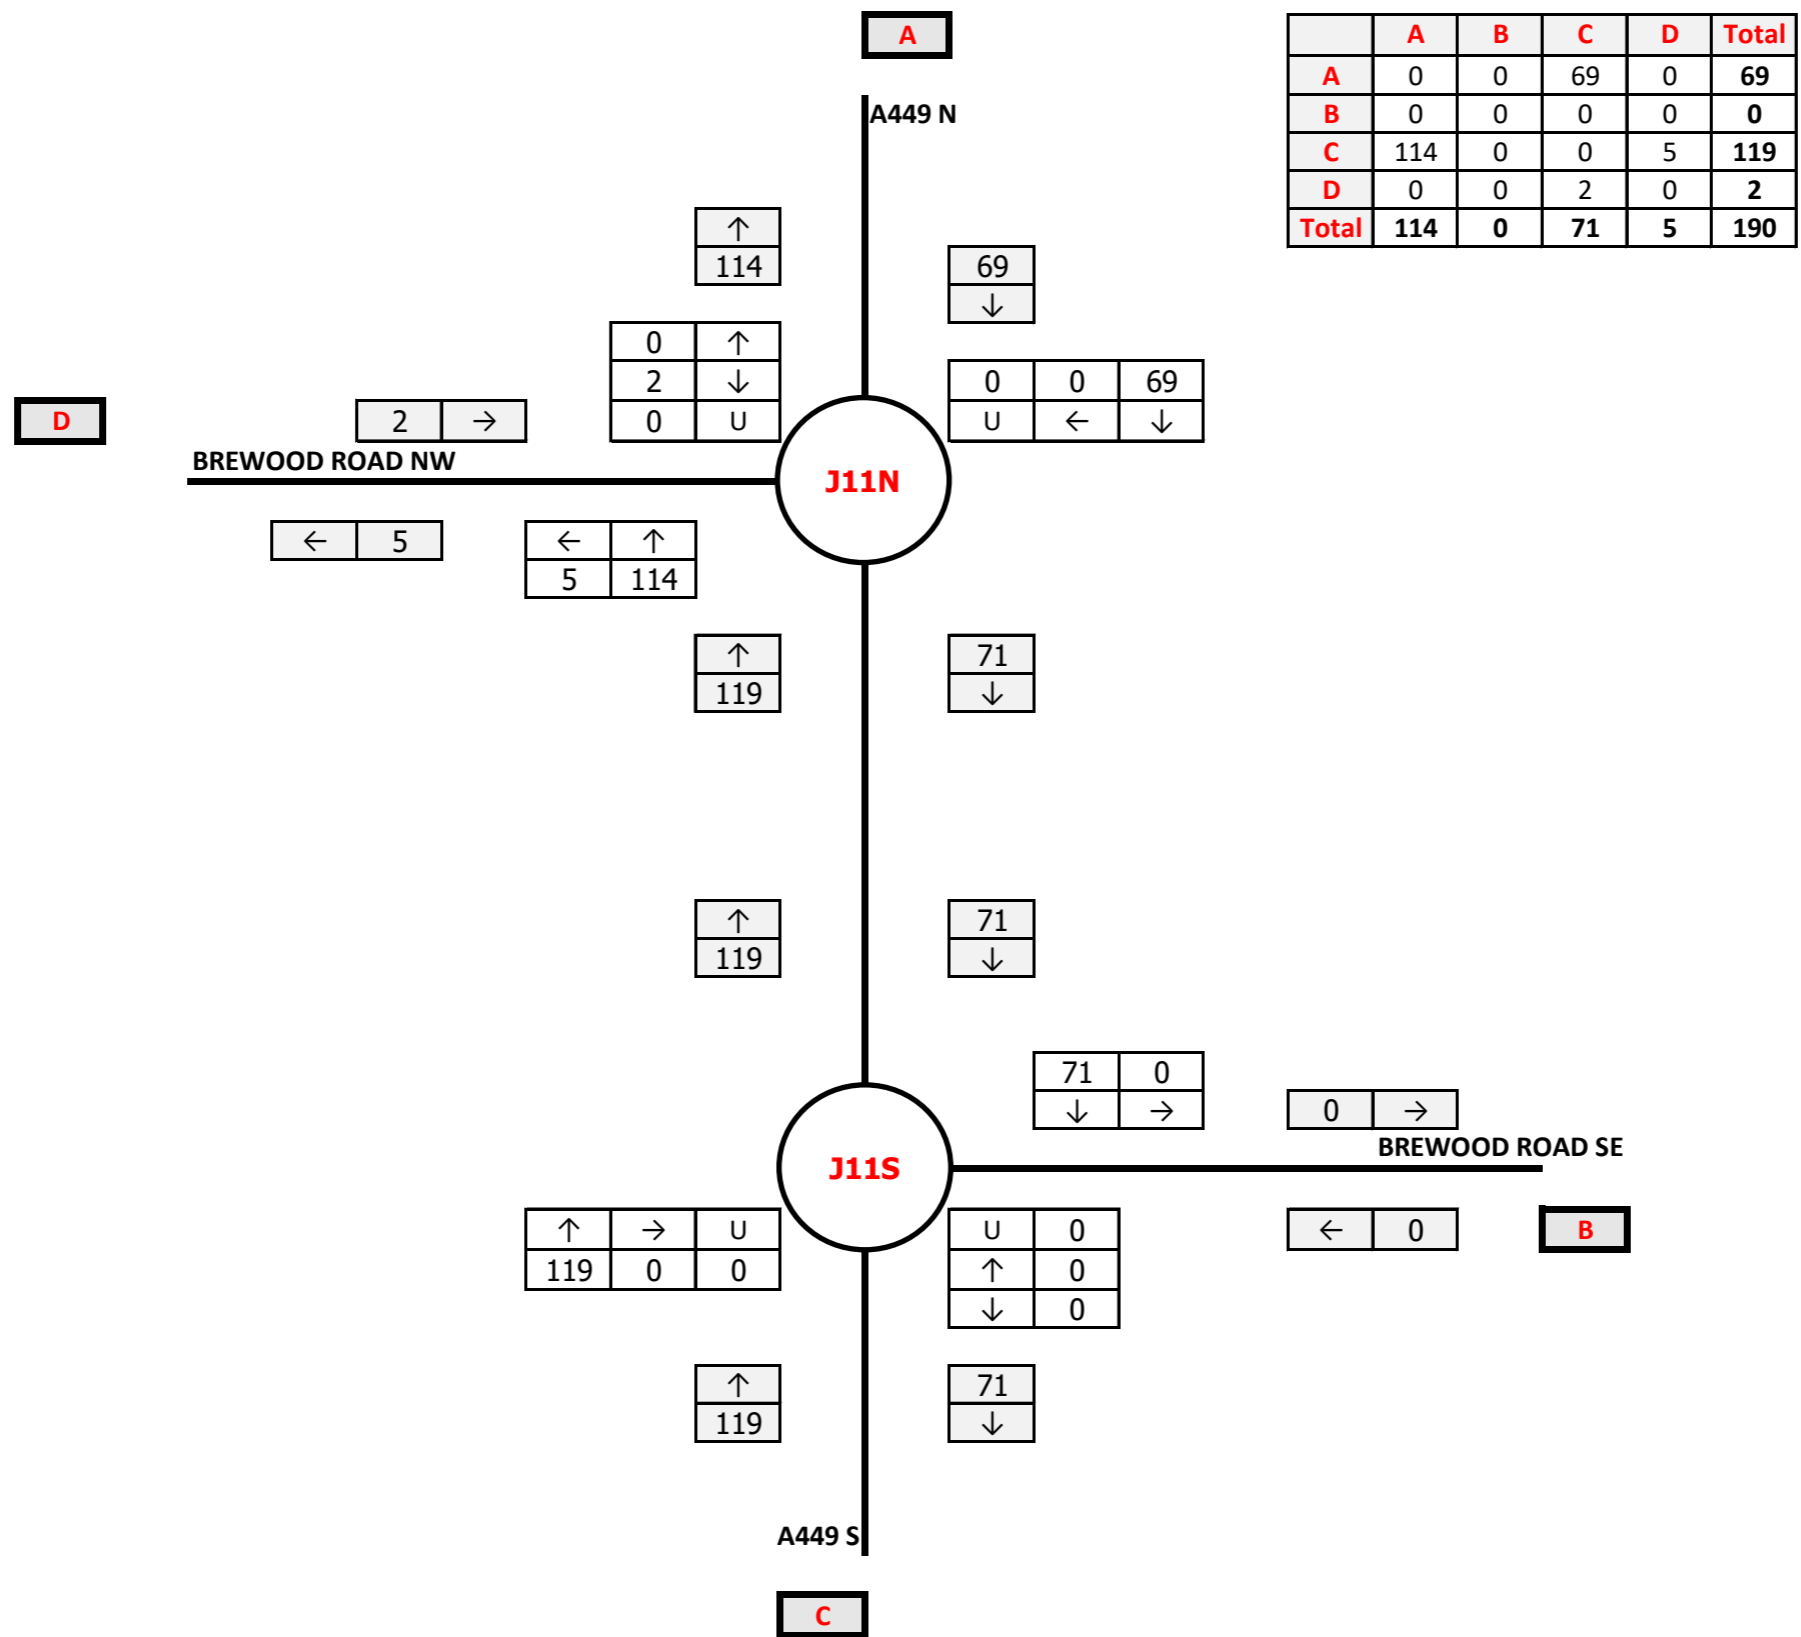 A
A B C D Total
A 0 0 69 0 69
B 0 0 0 0 0
C 114 0 0 5 119
D 0 0 2 0 2
Total 114 0 71 5 190
A449 N
↑
114
69
↓
0 ↑
2 ↓
0 U
0 0 69
U ← ↓
D
2 →
BREWOOD ROAD NW
J11N
← 5
← ↑
5 114
↑
119
71
↓
↑
119
71
↓
71 0
↓ →
0 →
BREWOOD ROAD SE
J11S
↑ → U
119 0 0
U 0
↑ 0
↓ 0
← 0
B
↑
119
71
↓
A449 S
C